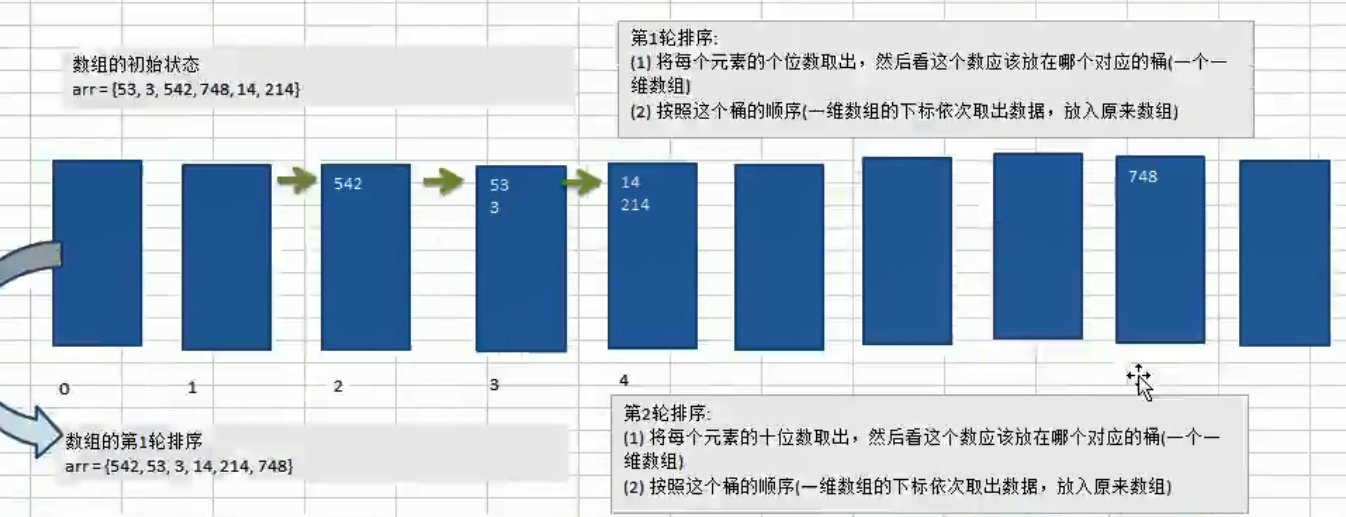 数组的初始状态
arr = {53, 3, 542, 748, 14, 214}
第1轮排序:
(1) 将每个元素的个位数取出，然后看这个数应该放在哪个对应的桶(一个一
维数组)
(2) 按照这个桶的顺序(一维数组的下标依次取出数据，放入原来数组)
542
53
3
14
214
748
0
1
2
3
4
数组的第1轮排序
arr = {542, 53, 3, 14, 214, 748}
第2轮排序:
(1) 将每个元素的十位数取出，然后看这个数应该放在哪个对应的桶(一个一
维数组)
(2) 按照这个桶的顺序(一维数组的下标依次取出数据，放入原来数组)